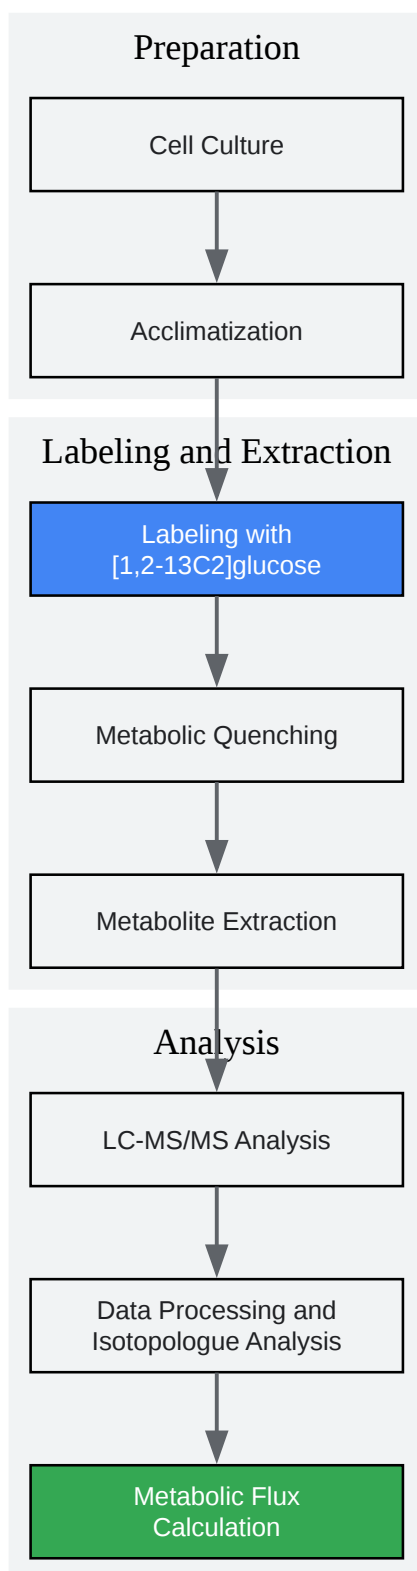 Preparation
Cell Culture
Acclimatization
Labeling and Extraction
Labeling with
[1,2-13C2]glucose
Metabolic Quenching
Metabolite Extraction
Analysis
LC-MS/MS Analysis
Data Processing and
Isotopologue Analysis
Metabolic Flux
Calculation